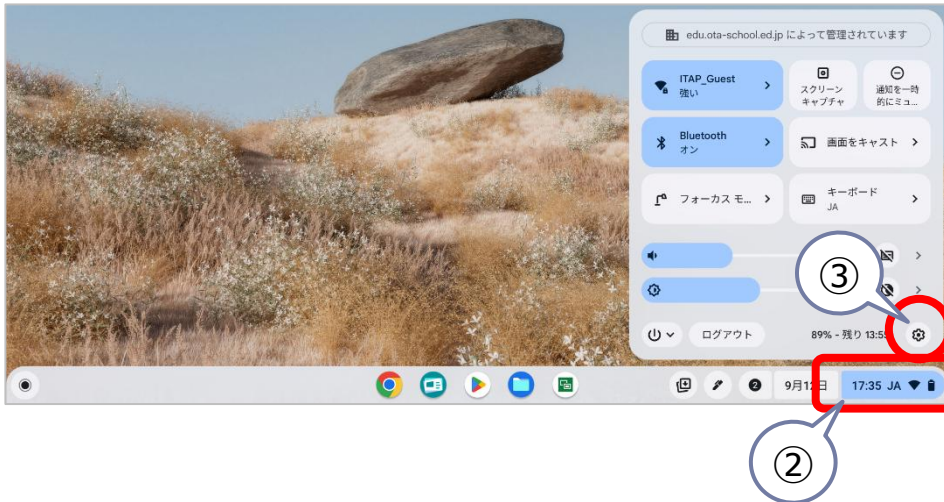 edu.ota-school.ed.jp によって管理されています
ITAP_Guest
強い
スクリーン
キャプチャ
通知を一時
的にミュ...
Bluetooth
オン
画面をキャスト
フォーカス モ...
キーボード
JA
③
ログアウト
89% - 残り 13:55
2
9月12日
17:35 JA
②